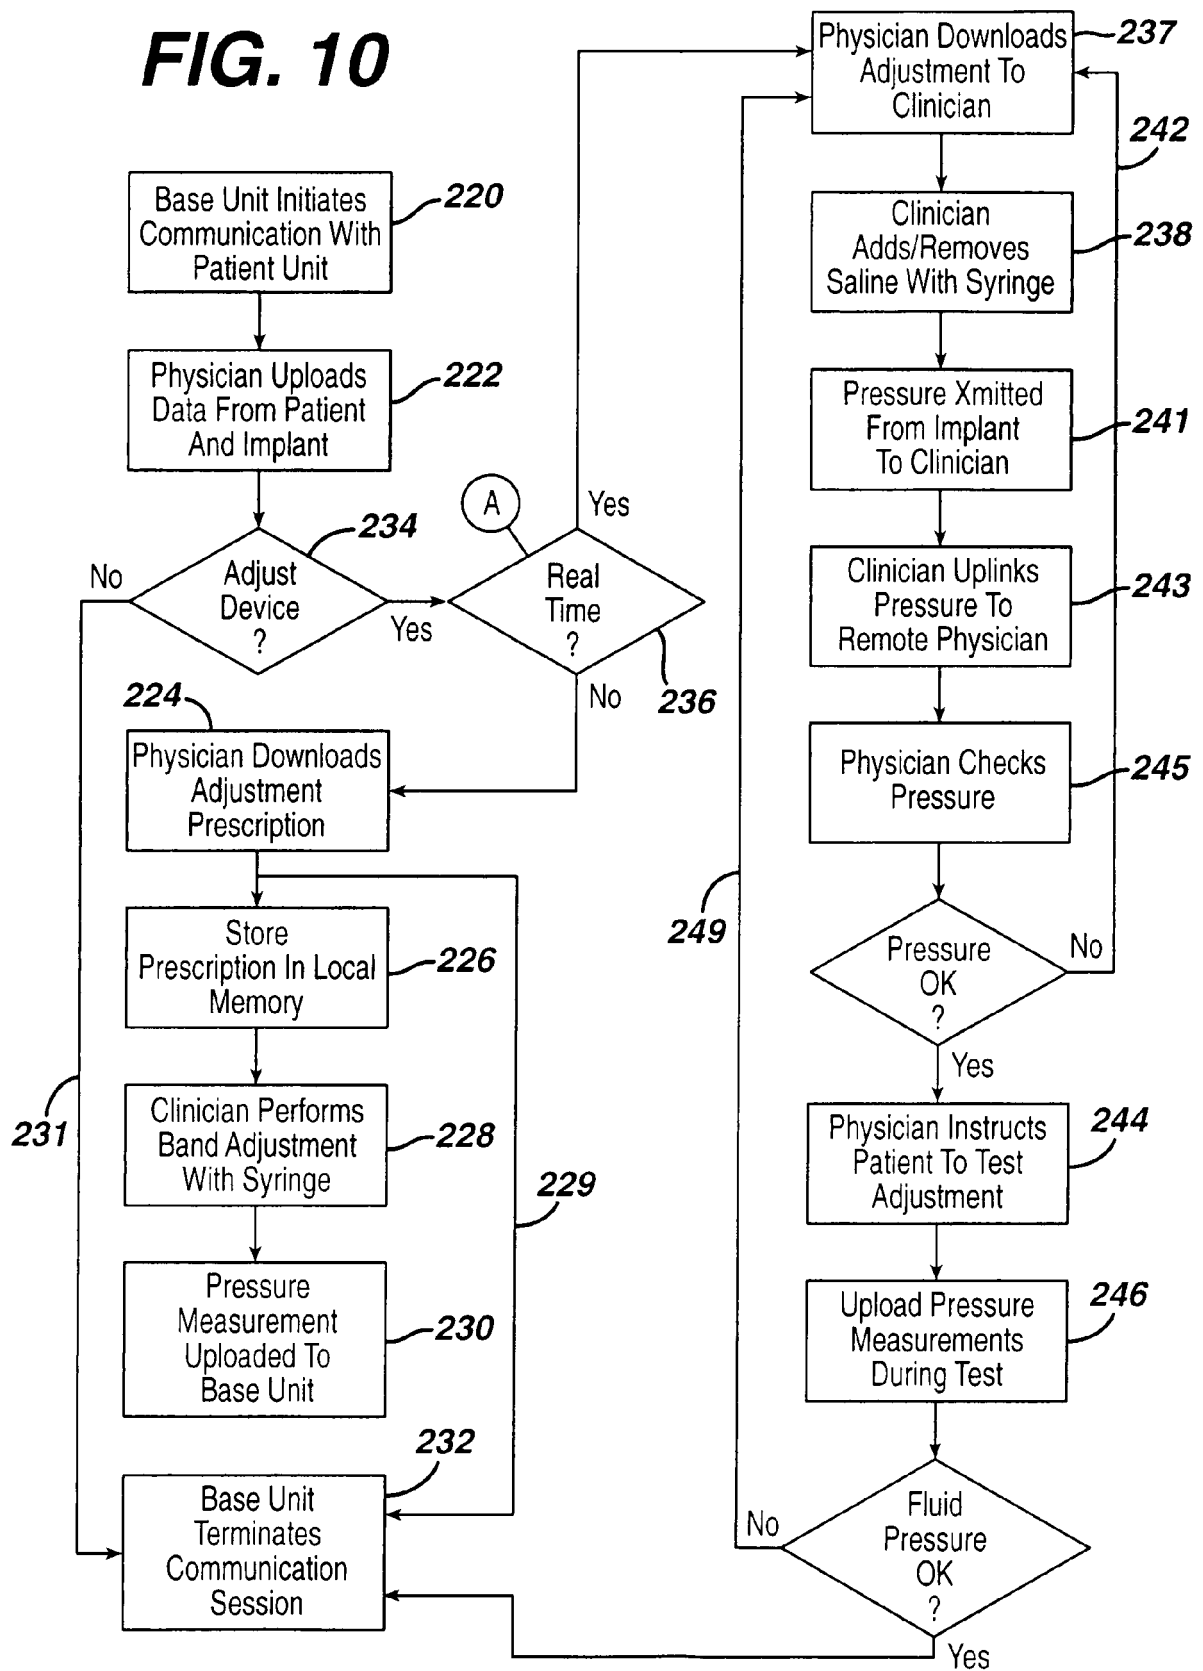 FIG. 10
Base Unit Initiates
Communication With
Patient Unit
220
Physician Uploads
Data From Patient
And Implant
222
Adjust
Device
?
234
No
Yes
A
Real
Time
?
236
Yes
No
224
Physician Downloads
Adjustment
Prescription
Store
Prescription In Local
Memory
226
Clinician Performs
Band Adjustment
With Syringe
228
229
231
Pressure
Measurement
Uploaded To
Base Unit
230
232
Base Unit
Terminates
Communication
Session
Physician Downloads
Adjustment To
Clinician
237
242
Clinician
Adds/Removes
Saline With Syringe
238
Pressure Xmitted
From Implant
To Clinician
241
Clinician Uplinks
Pressure To
Remote Physician
243
Physician Checks
Pressure
245
249
Pressure
OK
?
No
Yes
Physician Instructs
Patient To Test
Adjustment
244
Upload Pressure
Measurements
During Test
246
Fluid
Pressure
OK
?
No
Yes